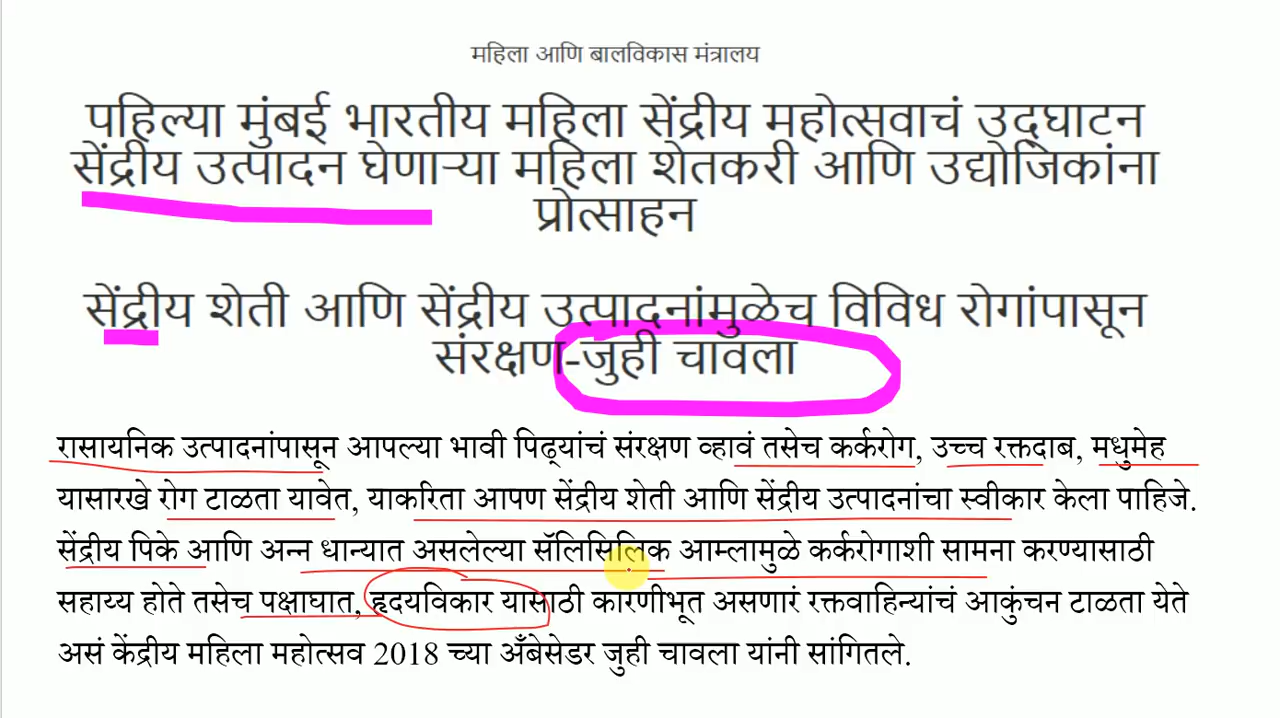 महिला आणि बालविकास मंत्रालय
पहिल्या मुंबई भारतीय महिला सेंद्रीय महोत्सवाचं उद्घाटन
सेंद्रीय उत्पादन घेणाऱ्या महिला शेतकरी आणि उद्योजिकांना
प्रोत्साहन
सेंद्रीय शेती आणि सेंद्रीय उत्पादनांमुळेच विविध रोगांपासून
संरक्षण-जुही चावला
रासायनिक उत्पादनांपासून आपल्या भावी पिढ्यांचं संरक्षण व्हावं तसेच कर्करोग, उच्च रक्तदाब, मधुमेह
यासारखे रोग टाळता यावेत, याकरिता आपण सेंद्रीय शेती आणि सेंद्रीय उत्पादनांचा स्वीकार केला पाहिजे.
सेंद्रीय पिके आणि अन्न धान्यात असलेल्या सॅलिसिलिक आम्लामुळे कर्करोगाशी सामना करण्यासाठी
सहाय्य होते तसेच पक्षाघात, हृदयविकार यासाठी कारणीभूत असणारं रक्तवाहिन्यांचं आकुंचन टाळता येते
असं केंद्रीय महिला महोत्सव 2018 च्या अँबेसेडर जुही चावला यांनी सांगितले.